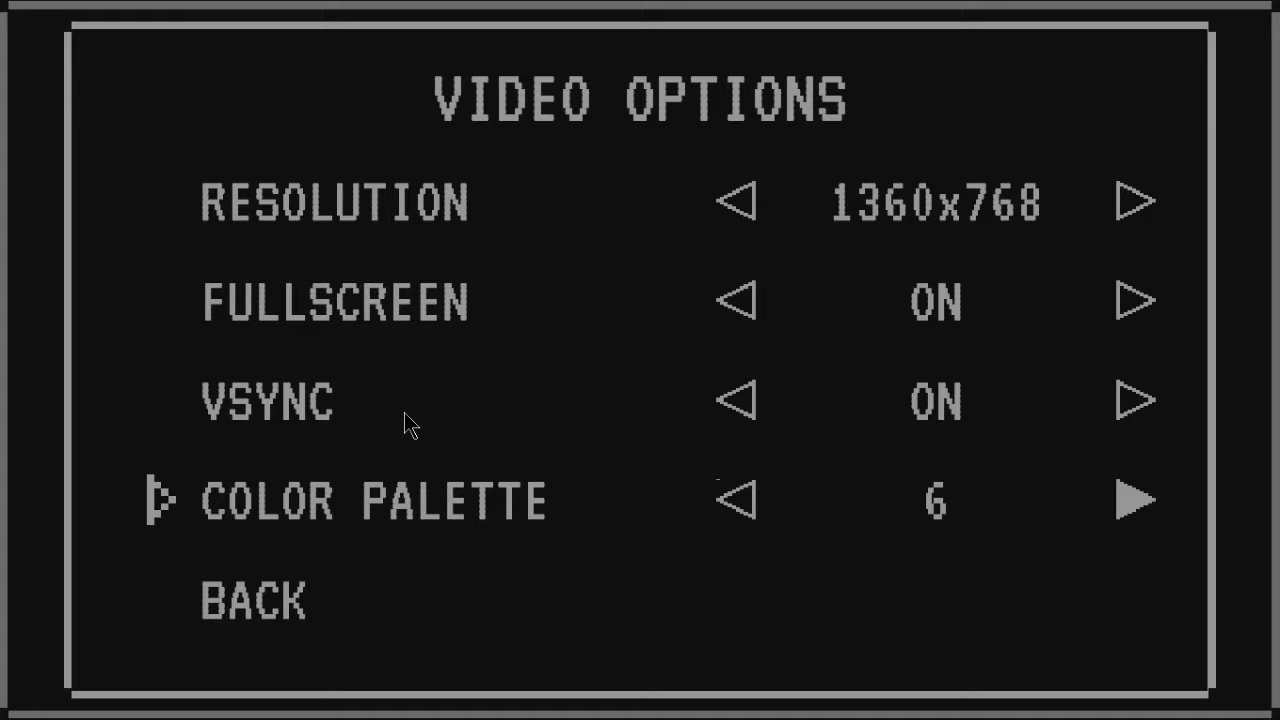 VIDEO OPTIONS
RESOLUTION 1360x768
FULLSCREEN ON
VSYNC ON
COLOR PALETTE 6
BACK